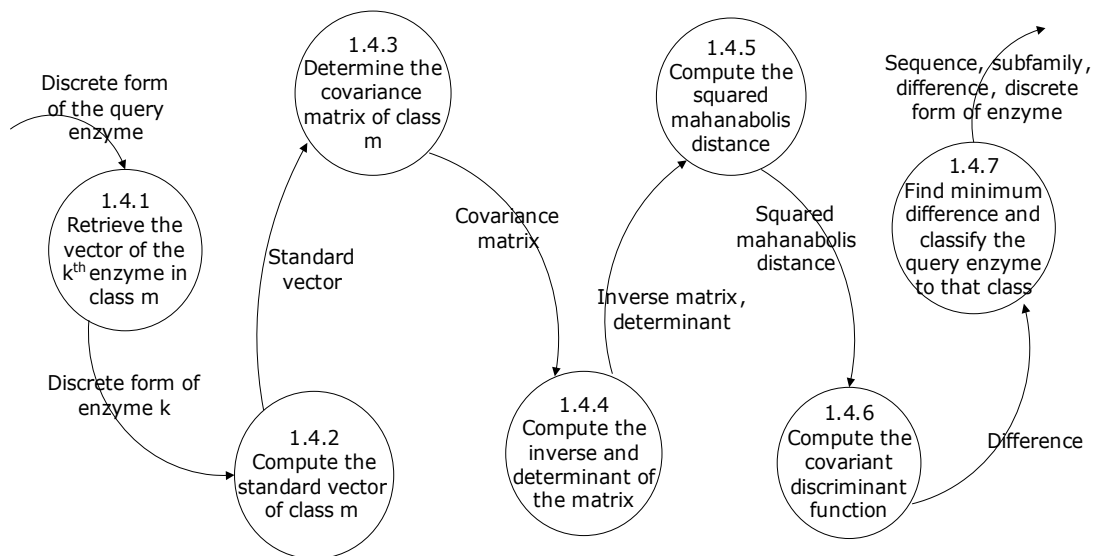 Discrete form
of the query
enzyme
1.4.1
Retrieve the
vector of the
kth enzyme in
class m
Discrete form of
enzyme k
1.4.2
Compute the
standard vector
of class m
Standard
vector
1.4.3
Determine the
covariance
matrix of class
m
Covariance
matrix
1.4.4
Compute the
inverse and
determinant of
the matrix
Inverse matrix,
determinant
1.4.5
Compute the
squared
mahanabolis
distance
Squared
mahanabolis
distance
1.4.6
Compute the
covariant
discriminant
function
Difference
1.4.7
Find minimum
difference and
classify the
query enzyme
to that class
Sequence, subfamily,
difference, discrete
form of enzyme